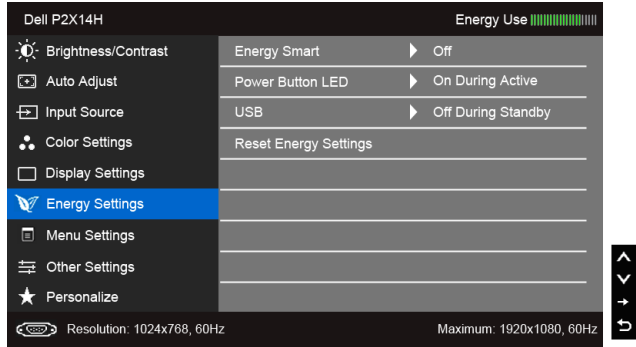 Dell P2X14H Energy Use
Brightness/Contrast Energy Smart Off
Auto Adjust Power Button LED On During Active
Input Source USB Off During Standby
Color Settings Reset Energy Settings
Display Settings
Energy Settings
Menu Settings
Other Settings
Personalize
Resolution: 1024x768, 60Hz Maximum: 1920x1080, 60Hz